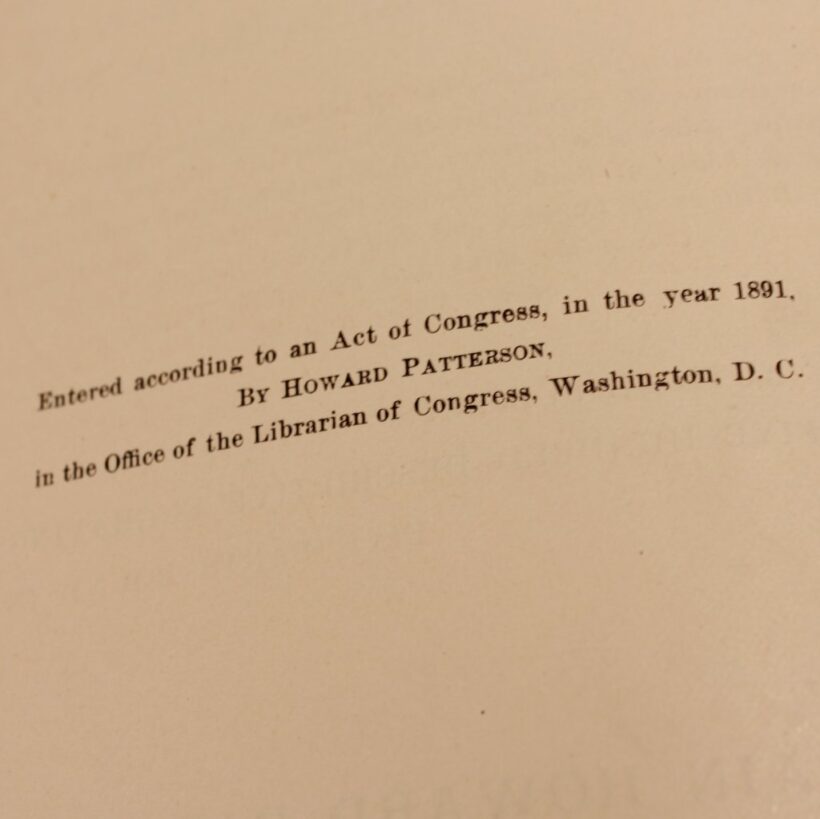 Entered according to an Act of Congress, in the year 1891,
By Howard Patterson,
in the Office of the Librarian of Congress, Washington, D. C.